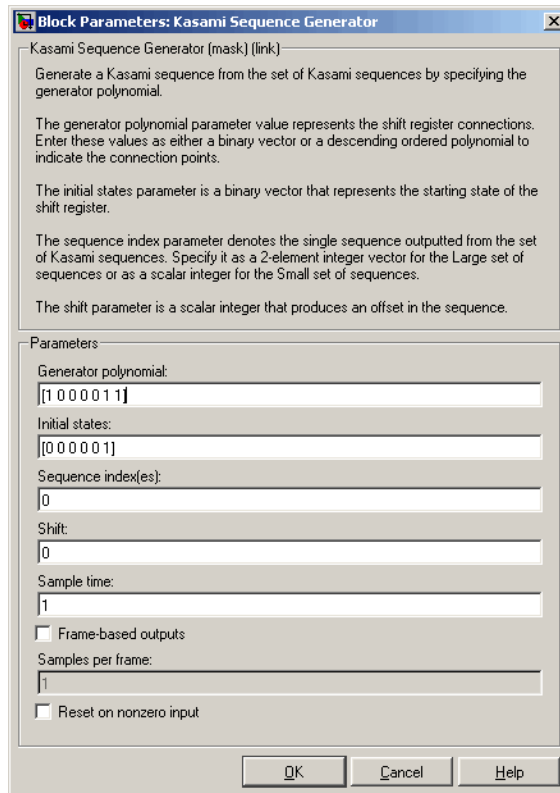 Block Parameters: Kasami Sequence Generator
Kasami Sequence Generator (mask) (link)
Generate a Kasami sequence from the set of Kasami sequences by specifying the
generator polynomial.
The generator polynomial parameter value represents the shift register connections.
Enter these values as either a binary vector or a descending ordered polynomial to
indicate the connection points.
The initial states parameter is a binary vector that represents the starting state of the
shift register.
The sequence index parameter denotes the single sequence outputted from the set
of Kasami sequences. Specify it as a 2-element integer vector for the Large set of
sequences or as a scalar integer for the Small set of sequences.
The shift parameter is a scalar integer that produces an offset in the sequence.
Parameters
Generator polynomial:
[1 0 0 0 0 1 1]
Initial states:
[0 0 0 0 0 1]
Sequence index(es):
0
Shift:
0
Sample time:
1
Frame-based outputs
Samples per frame:
1
Reset on nonzero input
OK Cancel Help